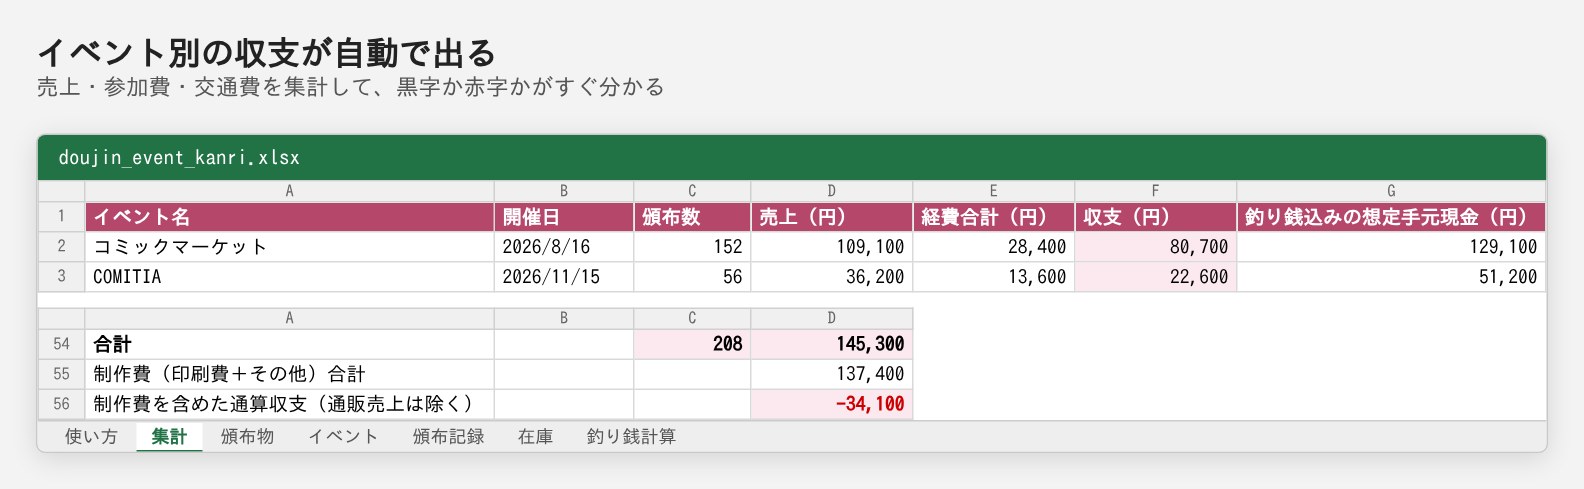 イベント別の収支が自動で出る
売上・参加費・交通費を集計して、黒字か赤字かがすぐ分かる
doujin_event_kanri.xlsx
A B C D E F G
1 イベント名 開催日 頒布数 売上（円） 経費合計（円） 収支（円） 釣り銭込みの想定手元現金（円）
2 コミックマーケット 2026/8/16 152 109,100 28,400 80,700 129,100
3 COMITIA 2026/11/15 56 36,200 13,600 22,600 51,200
A B C D
54 合計 208 145,300
55 制作費（印刷費＋その他）合計 137,400
56 制作費を含めた通算収支（通販売上は除く） -34,100
使い方 集計 頒布物 イベント 頒布記録 在庫 釣り銭計算